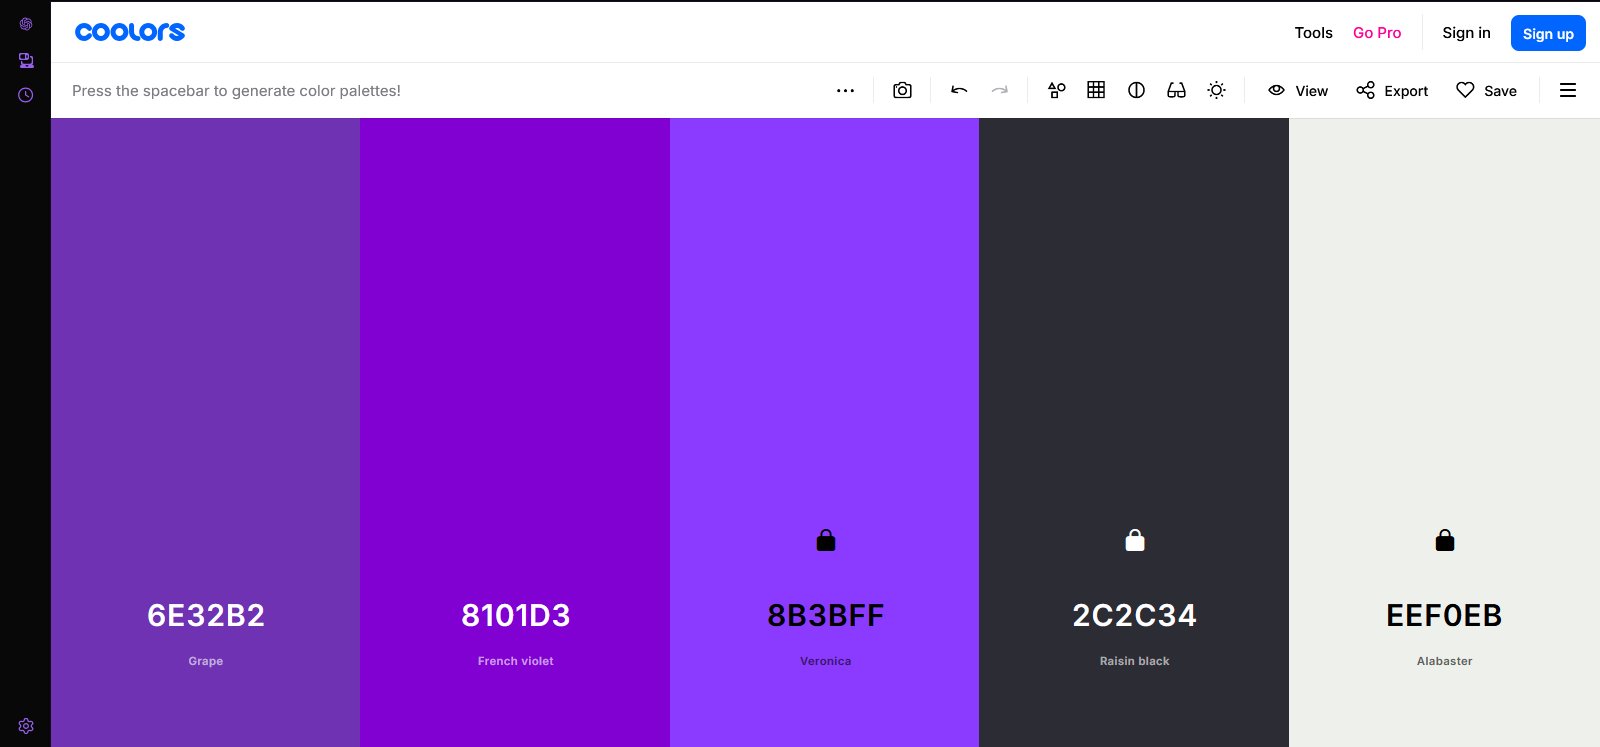 coolors
Tools Go Pro Sign in Sign up
Press the spacebar to generate color palettes!
View Export Save
6E32B2 8101D3 8B3BFF 2C2C34 EEF0EB
Grape French violet Veronica Raisin black Alabaster